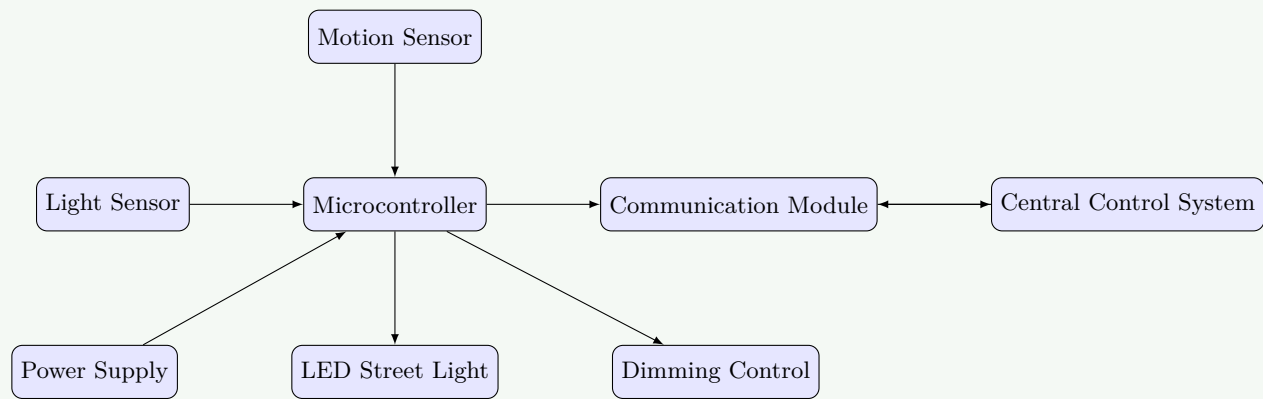 Motion Sensor
Light Sensor
Microcontroller
Communication Module
Central Control System
Power Supply
LED Street Light
Dimming Control